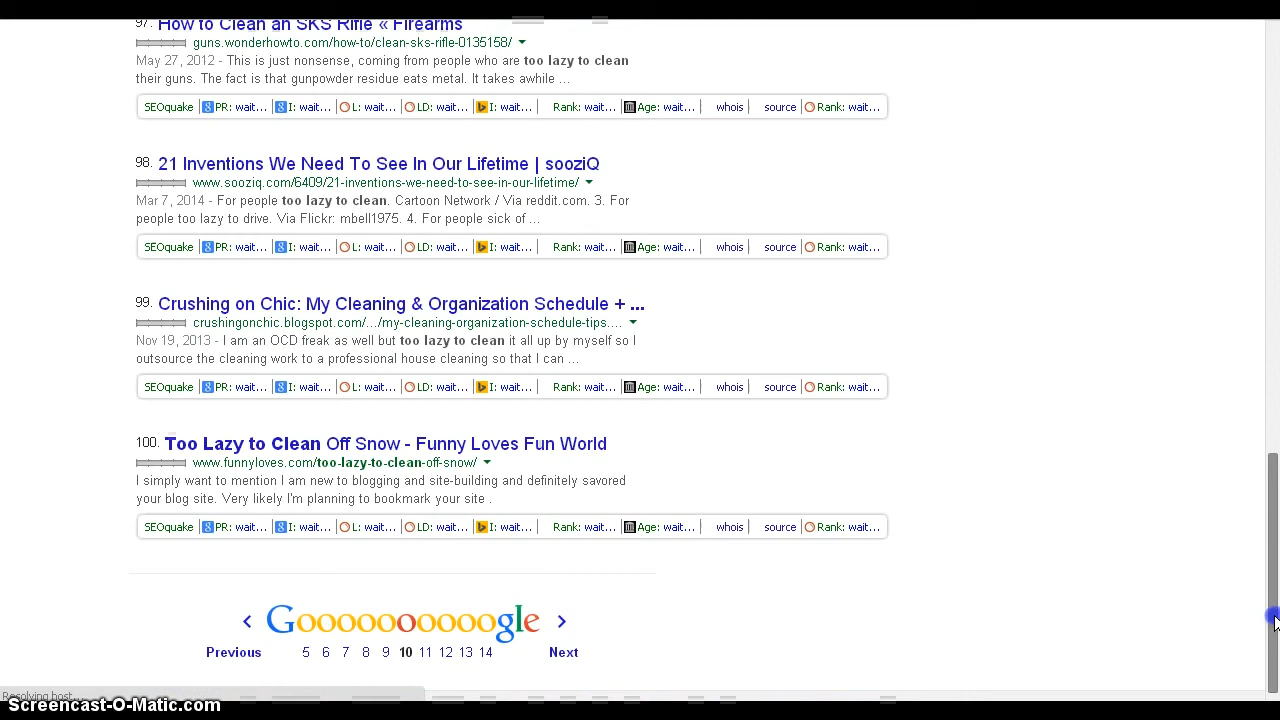 97. How to Clean an SKS Rifle « Firearms
guns.wonderhowto.com/how-to/clean-sks-rifle-0135158/
May 27, 2012 - This is just nonsense, coming from people who are too lazy to clean
their guns. The fact is that gunpowder residue eats metal. It takes awhile ...
SEOquake PR: wait... I: wait... L: wait... LD: wait... I: wait... Rank: wait... Age: wait... whois source Rank: wait...
98. 21 Inventions We Need To See In Our Lifetime | sooziQ
www.sooziq.com/6409/21-inventions-we-need-to-see-in-our-lifetime/
Mar 7, 2014 - For people too lazy to clean. Cartoon Network / Via reddit.com. 3. For
people too lazy to drive. Via Flickr: mbell1975. 4. For people sick of ...
SEOquake PR: wait... I: wait... L: wait... LD: wait... I: wait... Rank: wait... Age: wait... whois source Rank: wait...
99. Crushing on Chic: My Cleaning & Organization Schedule + ...
crushingonchic.blogspot.com/.../my-cleaning-organization-schedule-tips....
Nov 19, 2013 - I am an OCD freak as well but too lazy to clean it all up by myself so I
outsource the cleaning work to a professional house cleaning so that I can ...
SEOquake PR: wait... I: wait... L: wait... LD: wait... I: wait... Rank: wait... Age: wait... whois source Rank: wait...
100. Too Lazy to Clean Off Snow - Funny Loves Fun World
www.funnyloves.com/too-lazy-to-clean-off-snow/
I simply want to mention I am new to blogging and site-building and definitely savored
your blog site. Very likely I'm planning to bookmark your site .
SEOquake PR: wait... I: wait... L: wait... LD: wait... I: wait... Rank: wait... Age: wait... whois source Rank: wait...
Goooooooooogle
Previous 5 6 7 8 9 10 11 12 13 14 Next
Resolving host...
Screencast-O-Matic.com